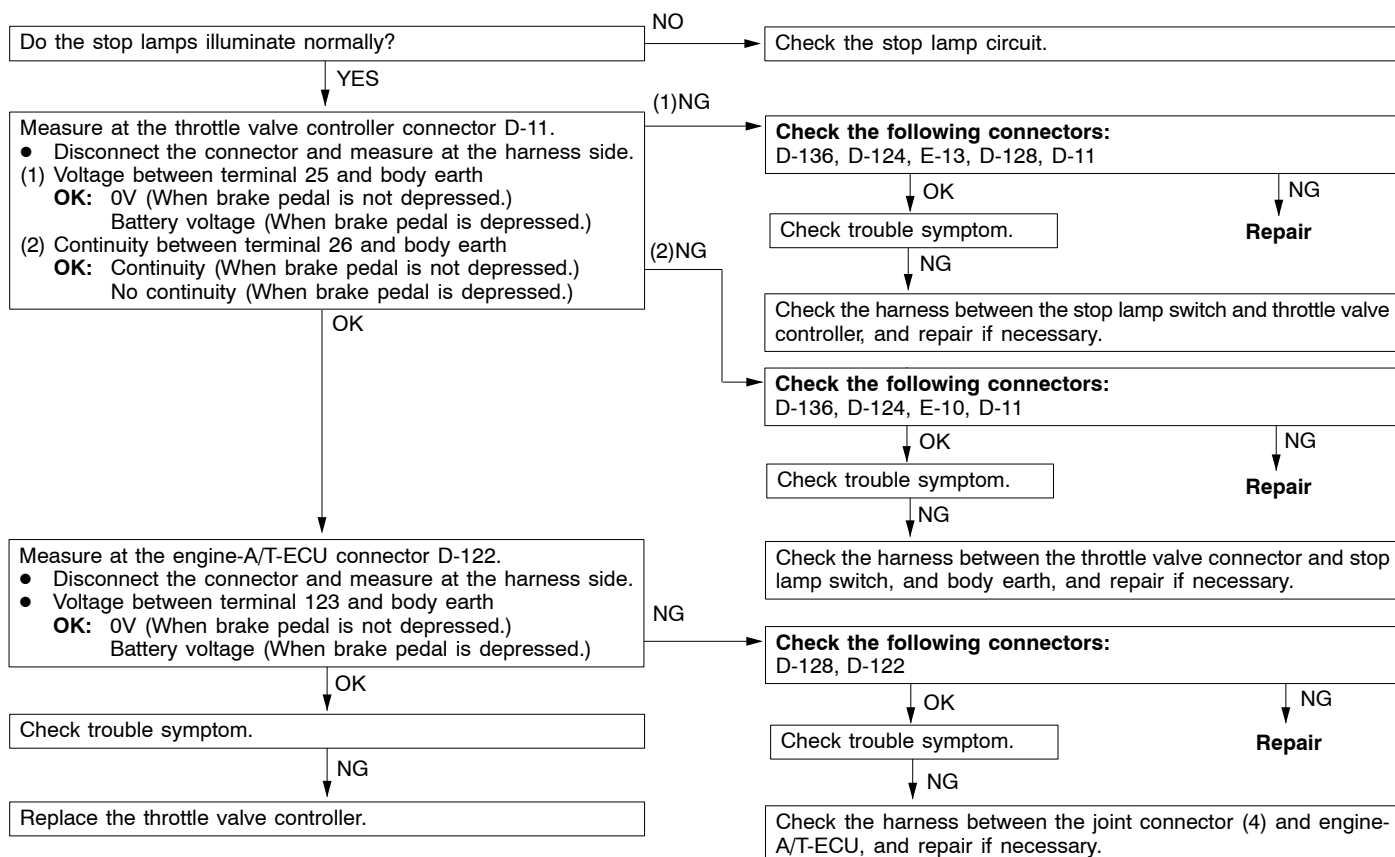 Do the stop lamps illuminate normally?
NO
Check the stop lamp circuit.
YES
Measure at the throttle valve controller connector D-11.
● Disconnect the connector and measure at the harness side.
(1) Voltage between terminal 25 and body earth
OK: 0V (When brake pedal is not depressed.)
Battery voltage (When brake pedal is depressed.)
(2) Continuity between terminal 26 and body earth
OK: Continuity (When brake pedal is not depressed.)
No continuity (When brake pedal is depressed.)
(1)NG
Check the following connectors:
D-136, D-124, E-13, D-128, D-11
OK
NG
Check trouble symptom.
Repair
NG
Check the harness between the stop lamp switch and throttle valve
controller, and repair if necessary.
(2)NG
Check the following connectors:
D-136, D-124, E-10, D-11
OK
NG
Check trouble symptom.
Repair
NG
Check the harness between the throttle valve connector and stop
lamp switch, and body earth, and repair if necessary.
OK
Measure at the engine-A/T-ECU connector D-122.
● Disconnect the connector and measure at the harness side.
● Voltage between terminal 123 and body earth
OK: 0V (When brake pedal is not depressed.)
Battery voltage (When brake pedal is depressed.)
NG
Check the following connectors:
D-128, D-122
OK
NG
Check trouble symptom.
Repair
NG
Check the harness between the joint connector (4) and engine-
A/T-ECU, and repair if necessary.
OK
Check trouble symptom.
NG
Replace the throttle valve controller.